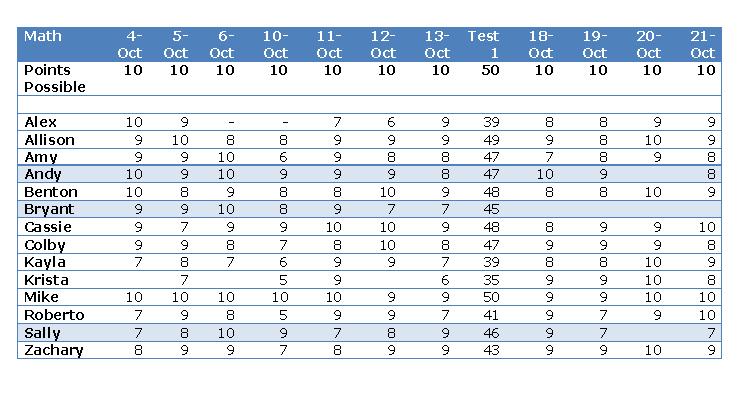 Math 4-Oct 5-Oct 6-Oct 10-Oct 11-Oct 12-Oct 13-Oct Test 1 18-Oct 19-Oct 20-Oct 21-Oct
Points Possible 10 10 10 10 10 10 10 50 10 10 10 10
Alex 10 9 - - 7 6 9 39 8 8 9 9
Allison 9 10 8 8 9 9 9 49 9 8 10 9
Amy 9 9 10 6 9 8 8 47 7 8 9 8
Andy 10 9 10 9 9 9 8 47 10 9 8
Benton 10 8 9 8 8 10 9 48 8 8 10 9
Bryant 9 9 10 8 9 7 7 45
Cassie 9 7 9 9 10 10 9 48 8 9 9 10
Colby 9 9 8 7 8 10 8 47 9 9 9 8
Kayla 7 8 7 6 9 9 7 39 8 8 10 9
Krista 7 5 9 6 35 9 9 10 8
Mike 10 10 10 10 10 9 9 50 9 9 10 10
Roberto 7 9 8 5 9 9 7 41 9 7 9 10
Sally 7 8 10 9 7 8 9 46 9 7 7
Zachary 8 9 9 7 8 9 9 43 9 9 10 9